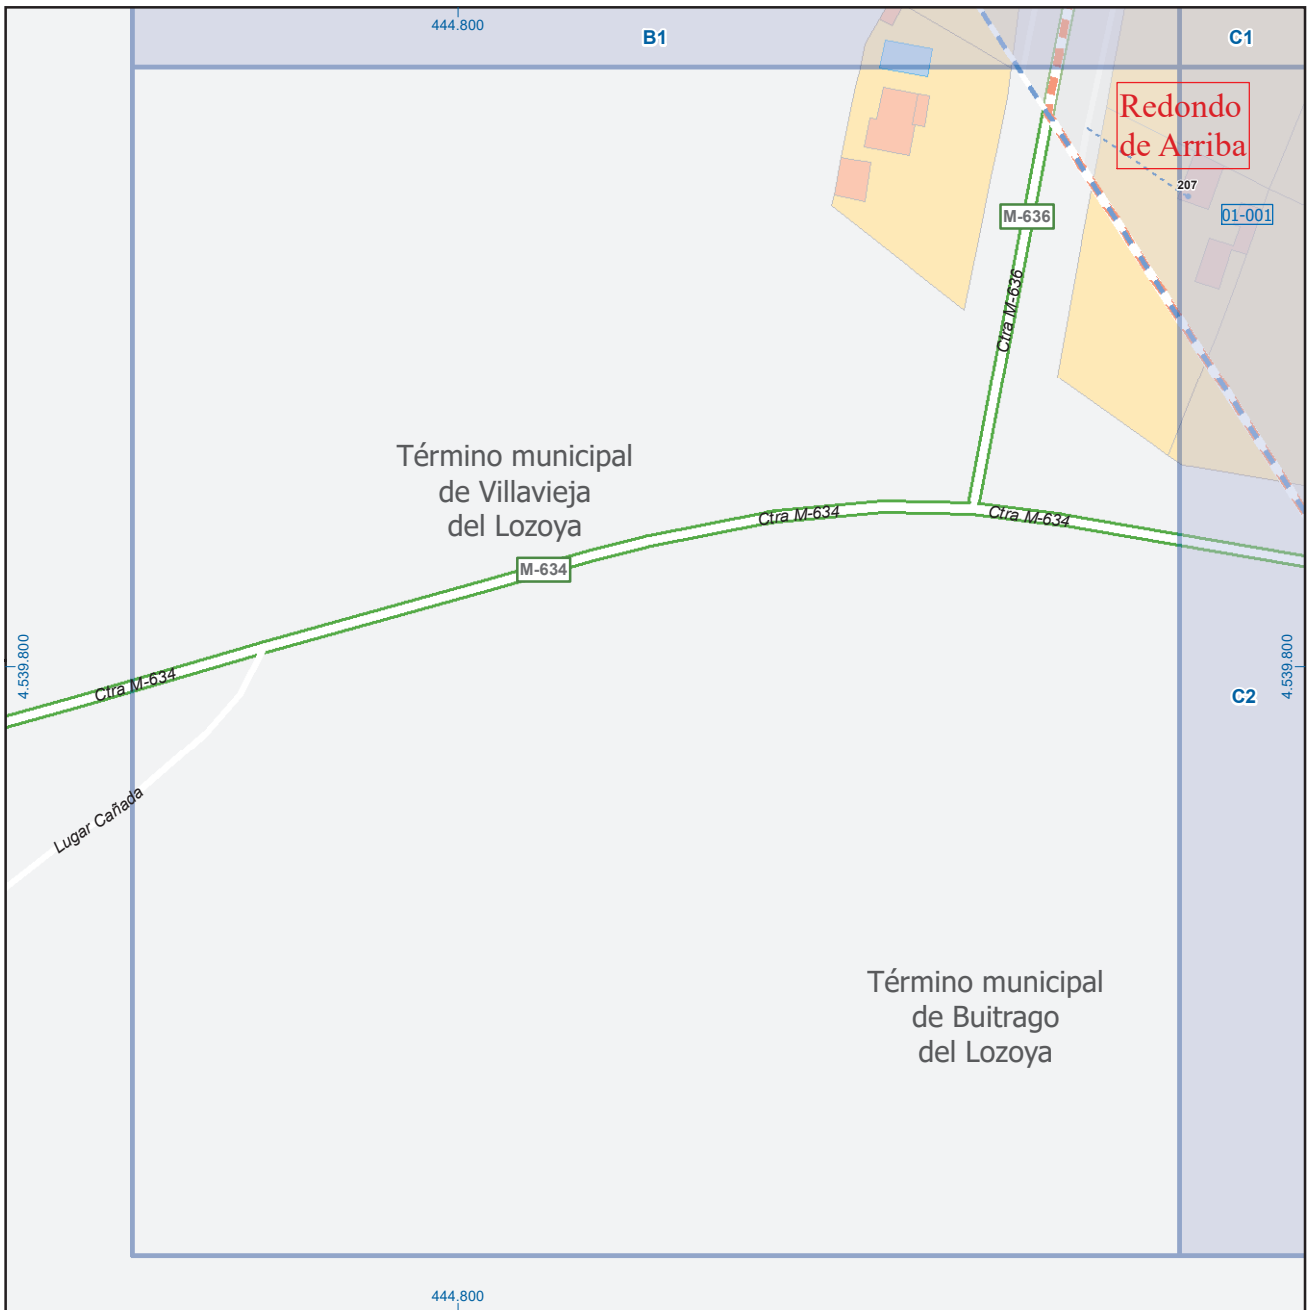 444.800
B1
C1
Redondo
de Arriba
207
01-001
M-636
Ctra M-636
Término municipal
de Villavieja
del Lozoya
Ctra M-634
Ctra M-634
M-634
4.539.800
4.539.800
Ctra M-634
C2
Lugar Cañada
Término municipal
de Buitrago
del Lozoya
444.800